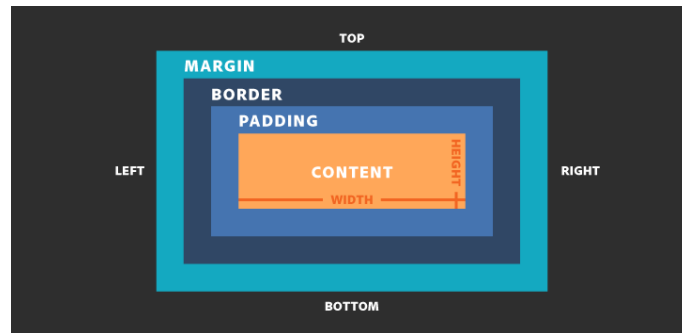 TOP
MARGIN
BORDER
PADDING
HEIGHT
LEFT
CONTENT
RIGHT
WIDTH
BOTTOM